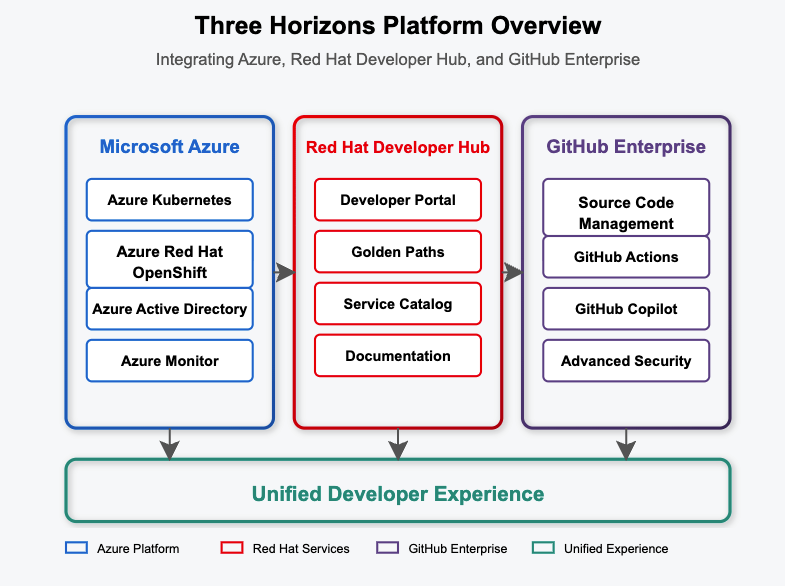 Three Horizons Platform Overview
Integrating Azure, Red Hat Developer Hub, and GitHub Enterprise
Microsoft Azure
Azure Kubernetes
Azure Red Hat
OpenShift
Azure Active Directory
Azure Monitor
Red Hat Developer Hub
Developer Portal
Golden Paths
Service Catalog
Documentation
GitHub Enterprise
Source Code
Management
GitHub Actions
GitHub Copilot
Advanced Security
Unified Developer Experience
Azure Platform
Red Hat Services
GitHub Enterprise
Unified Experience